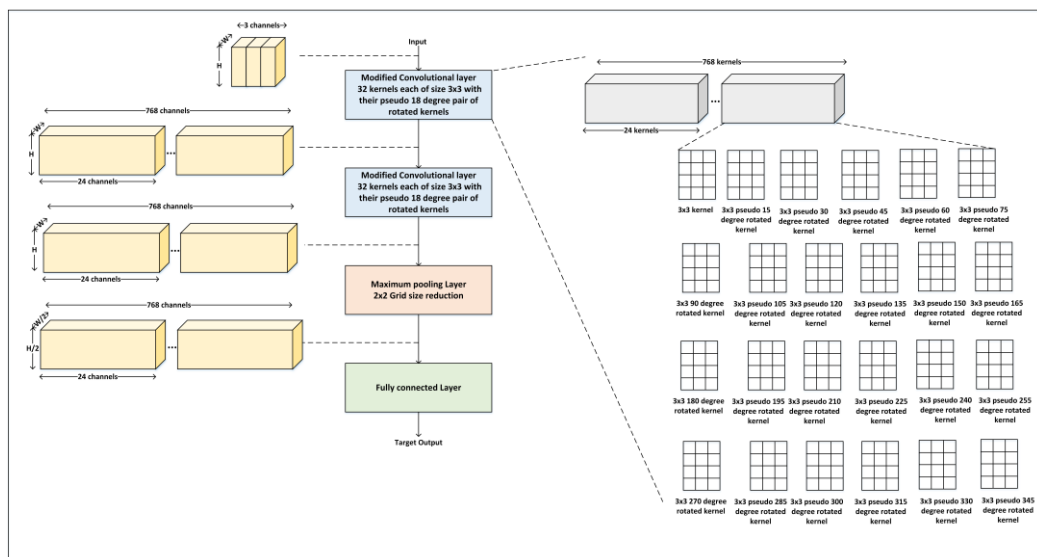 3 channels
W
H
Input
Modified Convolutional layer
32 kernels each of size 3x3 with
their pseudo 18 degree pair of
rotated kernels
768 channels
W
H
...
24 channels
Modified Convolutional layer
32 kernels each of size 3x3 with
their pseudo 18 degree pair of
rotated kernels
768 channels
W
H
...
24 channels
Maximum pooling Layer
2x2 Grid size reduction
768 channels
W/2
H/2
...
24 channels
Fully connected Layer
Target Output
768 kernels
...
24 kernels
3x3 kernel
3x3 pseudo 15
degree rotated
kernel
3x3 pseudo 30
degree rotated
kernel
3x3 pseudo 45
degree rotated
kernel
3x3 pseudo 60
degree rotated
kernel
3x3 pseudo 75
degree rotated
kernel
3x3 90 degree
rotated kernel
3x3 pseudo 105
degree rotated
kernel
3x3 pseudo 120
degree rotated
kernel
3x3 pseudo 135
degree rotated
kernel
3x3 pseudo 150
degree rotated
kernel
3x3 pseudo 165
degree rotated
kernel
3x3 180 degree
rotated kernel
3x3 pseudo 195
degree rotated
kernel
3x3 pseudo 210
degree rotated
kernel
3x3 pseudo 225
degree rotated
kernel
3x3 pseudo 240
degree rotated
kernel
3x3 pseudo 255
degree rotated
kernel
3x3 270 degree
rotated kernel
3x3 pseudo 285
degree rotated
kernel
3x3 pseudo 300
degree rotated
kernel
3x3 pseudo 315
degree rotated
kernel
3x3 pseudo 330
degree rotated
kernel
3x3 pseudo 345
degree rotated
kernel